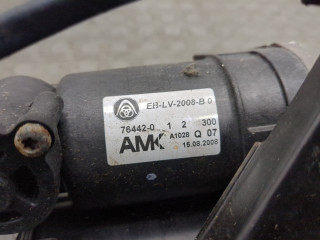 EB-LV-2008-B 0
76442-0 1 2 300
AMK A1028 Q 07
15.08.2008